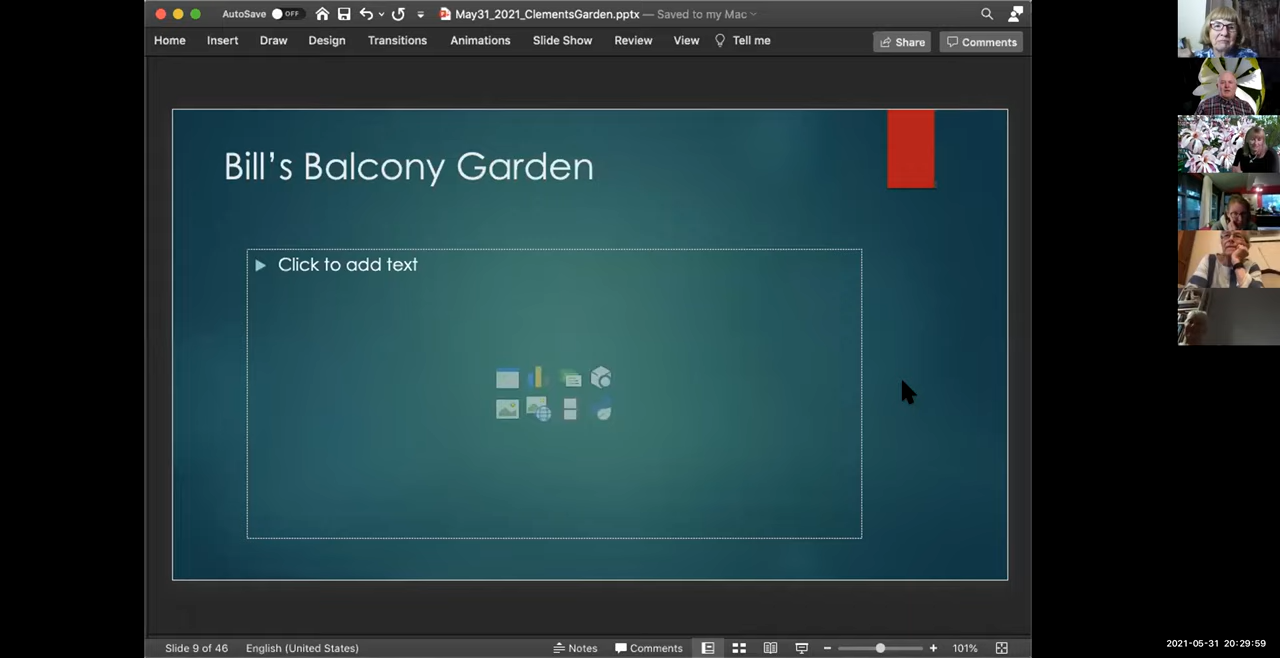 AutoSave OFF May31_2021_ClementsGarden.pptx — Saved to my Mac
Home Insert Draw Design Transitions Animations Slide Show Review View Tell me Share Comments
Bill's Balcony Garden
Click to add text
Slide 9 of 46 English (United States) Notes Comments 101%
2021-05-31 20:29:59